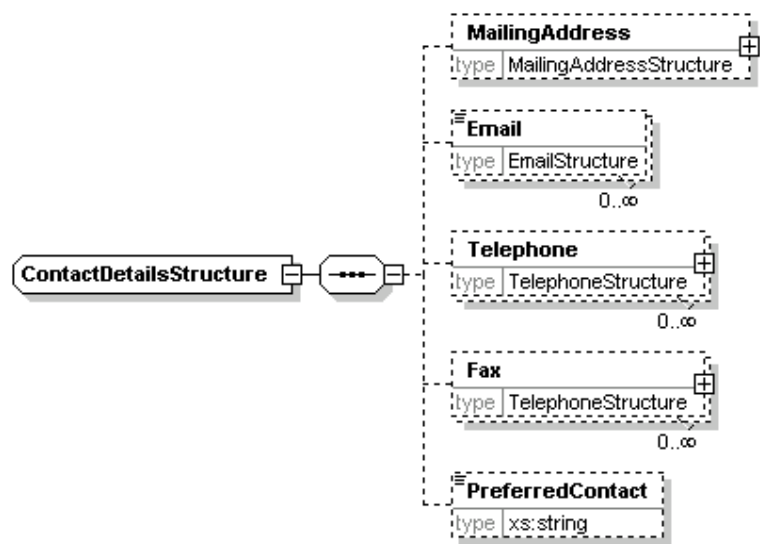 MailingAddress
type MailingAddressStructure
Email
type EmailStructure
0..∞
Telephone
type TelephoneStructure
0..∞
ContactDetailsStructure
Fax
type TelephoneStructure
0..∞
PreferredContact
type xs:string